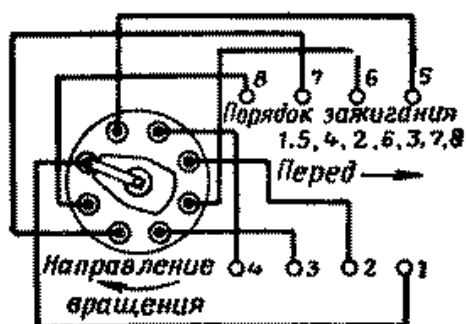 8 7 6 5
Порядок зажигания
1.5, 4, 2, 6, 3, 7, 8
Перед
Направление
вращения
4 3 2 1